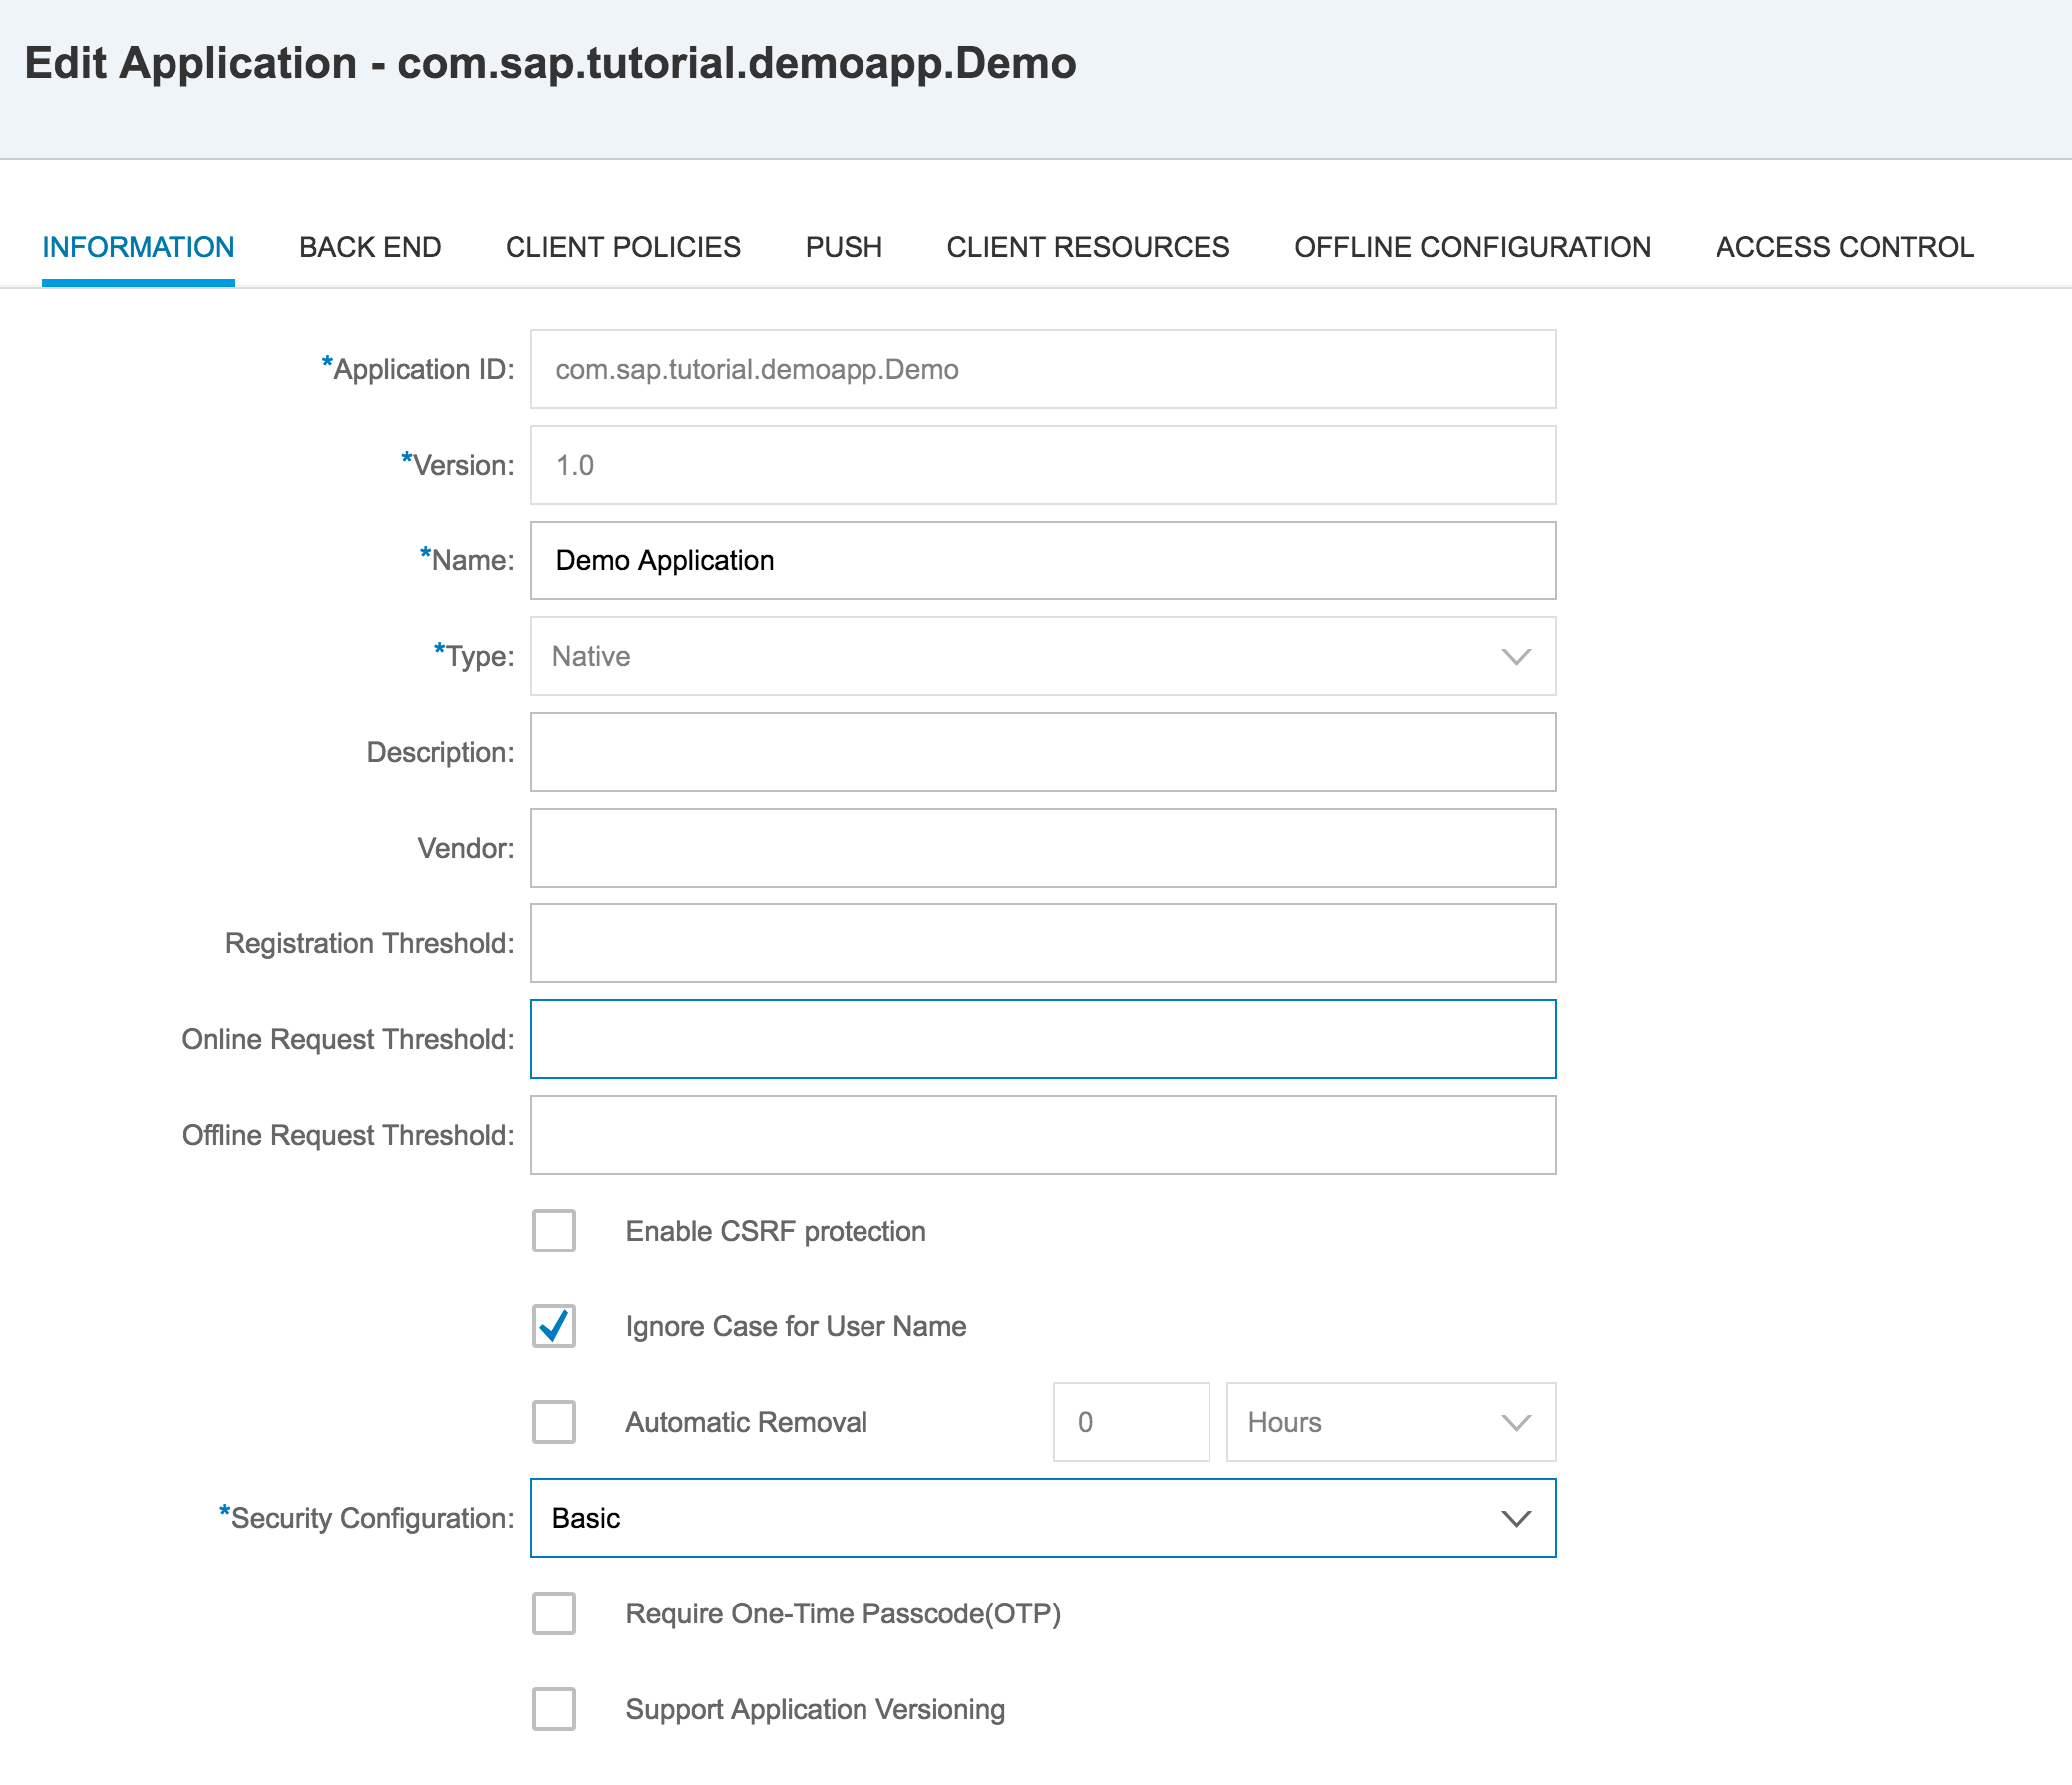 Edit Application - com.sap.tutorial.demoapp.Demo
INFORMATION BACK END CLIENT POLICIES PUSH CLIENT RESOURCES OFFLINE CONFIGURATION ACCESS CONTROL
*Application ID: com.sap.tutorial.demoapp.Demo
*Version: 1.0
*Name: Demo Application
*Type: Native
Description:
Vendor:
Registration Threshold:
Online Request Threshold:
Offline Request Threshold:
Enable CSRF protection
Ignore Case for User Name
Automatic Removal 0 Hours
*Security Configuration: Basic
Require One-Time Passcode(OTP)
Support Application Versioning